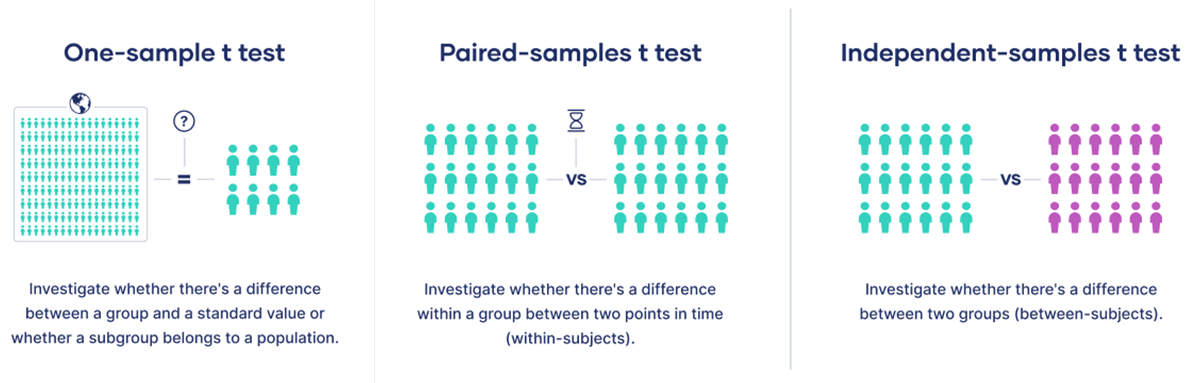 One-sample t test
?
=
Investigate whether there's a difference
between a group and a standard value or
whether a subgroup belongs to a population.
Paired-samples t test
VS
Investigate whether there's a difference
within a group between two points in time
(within-subjects).
Independent-samples t test
VS
Investigate whether there's a difference
between two groups (between-subjects).